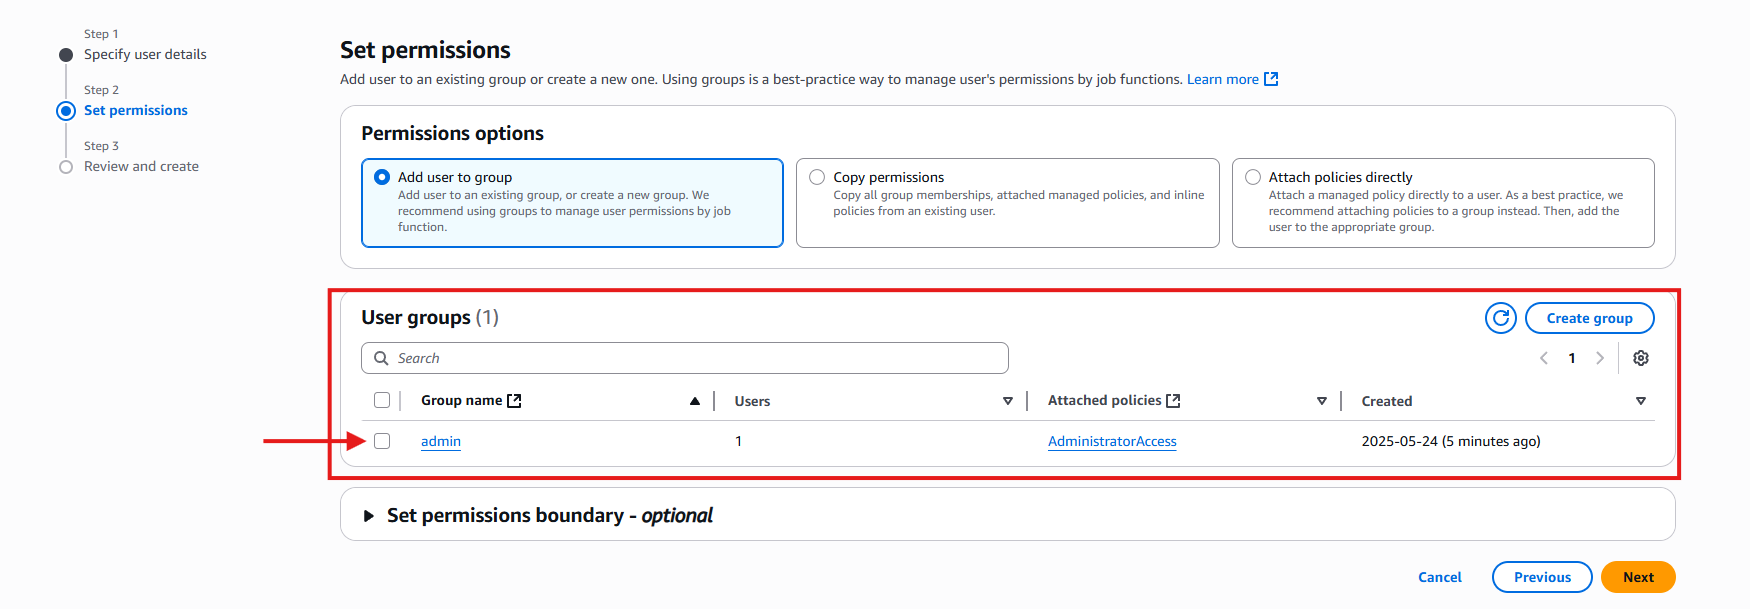 Step 1
Specify user details
Step 2
Set permissions
Step 3
Review and create
Set permissions
Add user to an existing group or create a new one. Using groups is a best-practice way to manage user's permissions by job functions. Learn more
Permissions options
Add user to group
Add user to an existing group, or create a new group. We
recommend using groups to manage user permissions by job
function.
Copy permissions
Copy all group memberships, attached managed policies, and inline
policies from an existing user.
Attach policies directly
Attach a managed policy directly to a user. As a best practice, we
recommend attaching policies to a group instead. Then, add the
user to the appropriate group.
User groups (1)
Create group
Search
1
Group name Users Attached policies Created
admin 1 AdministratorAccess 2025-05-24 (5 minutes ago)
Set permissions boundary - optional
Cancel Previous Next